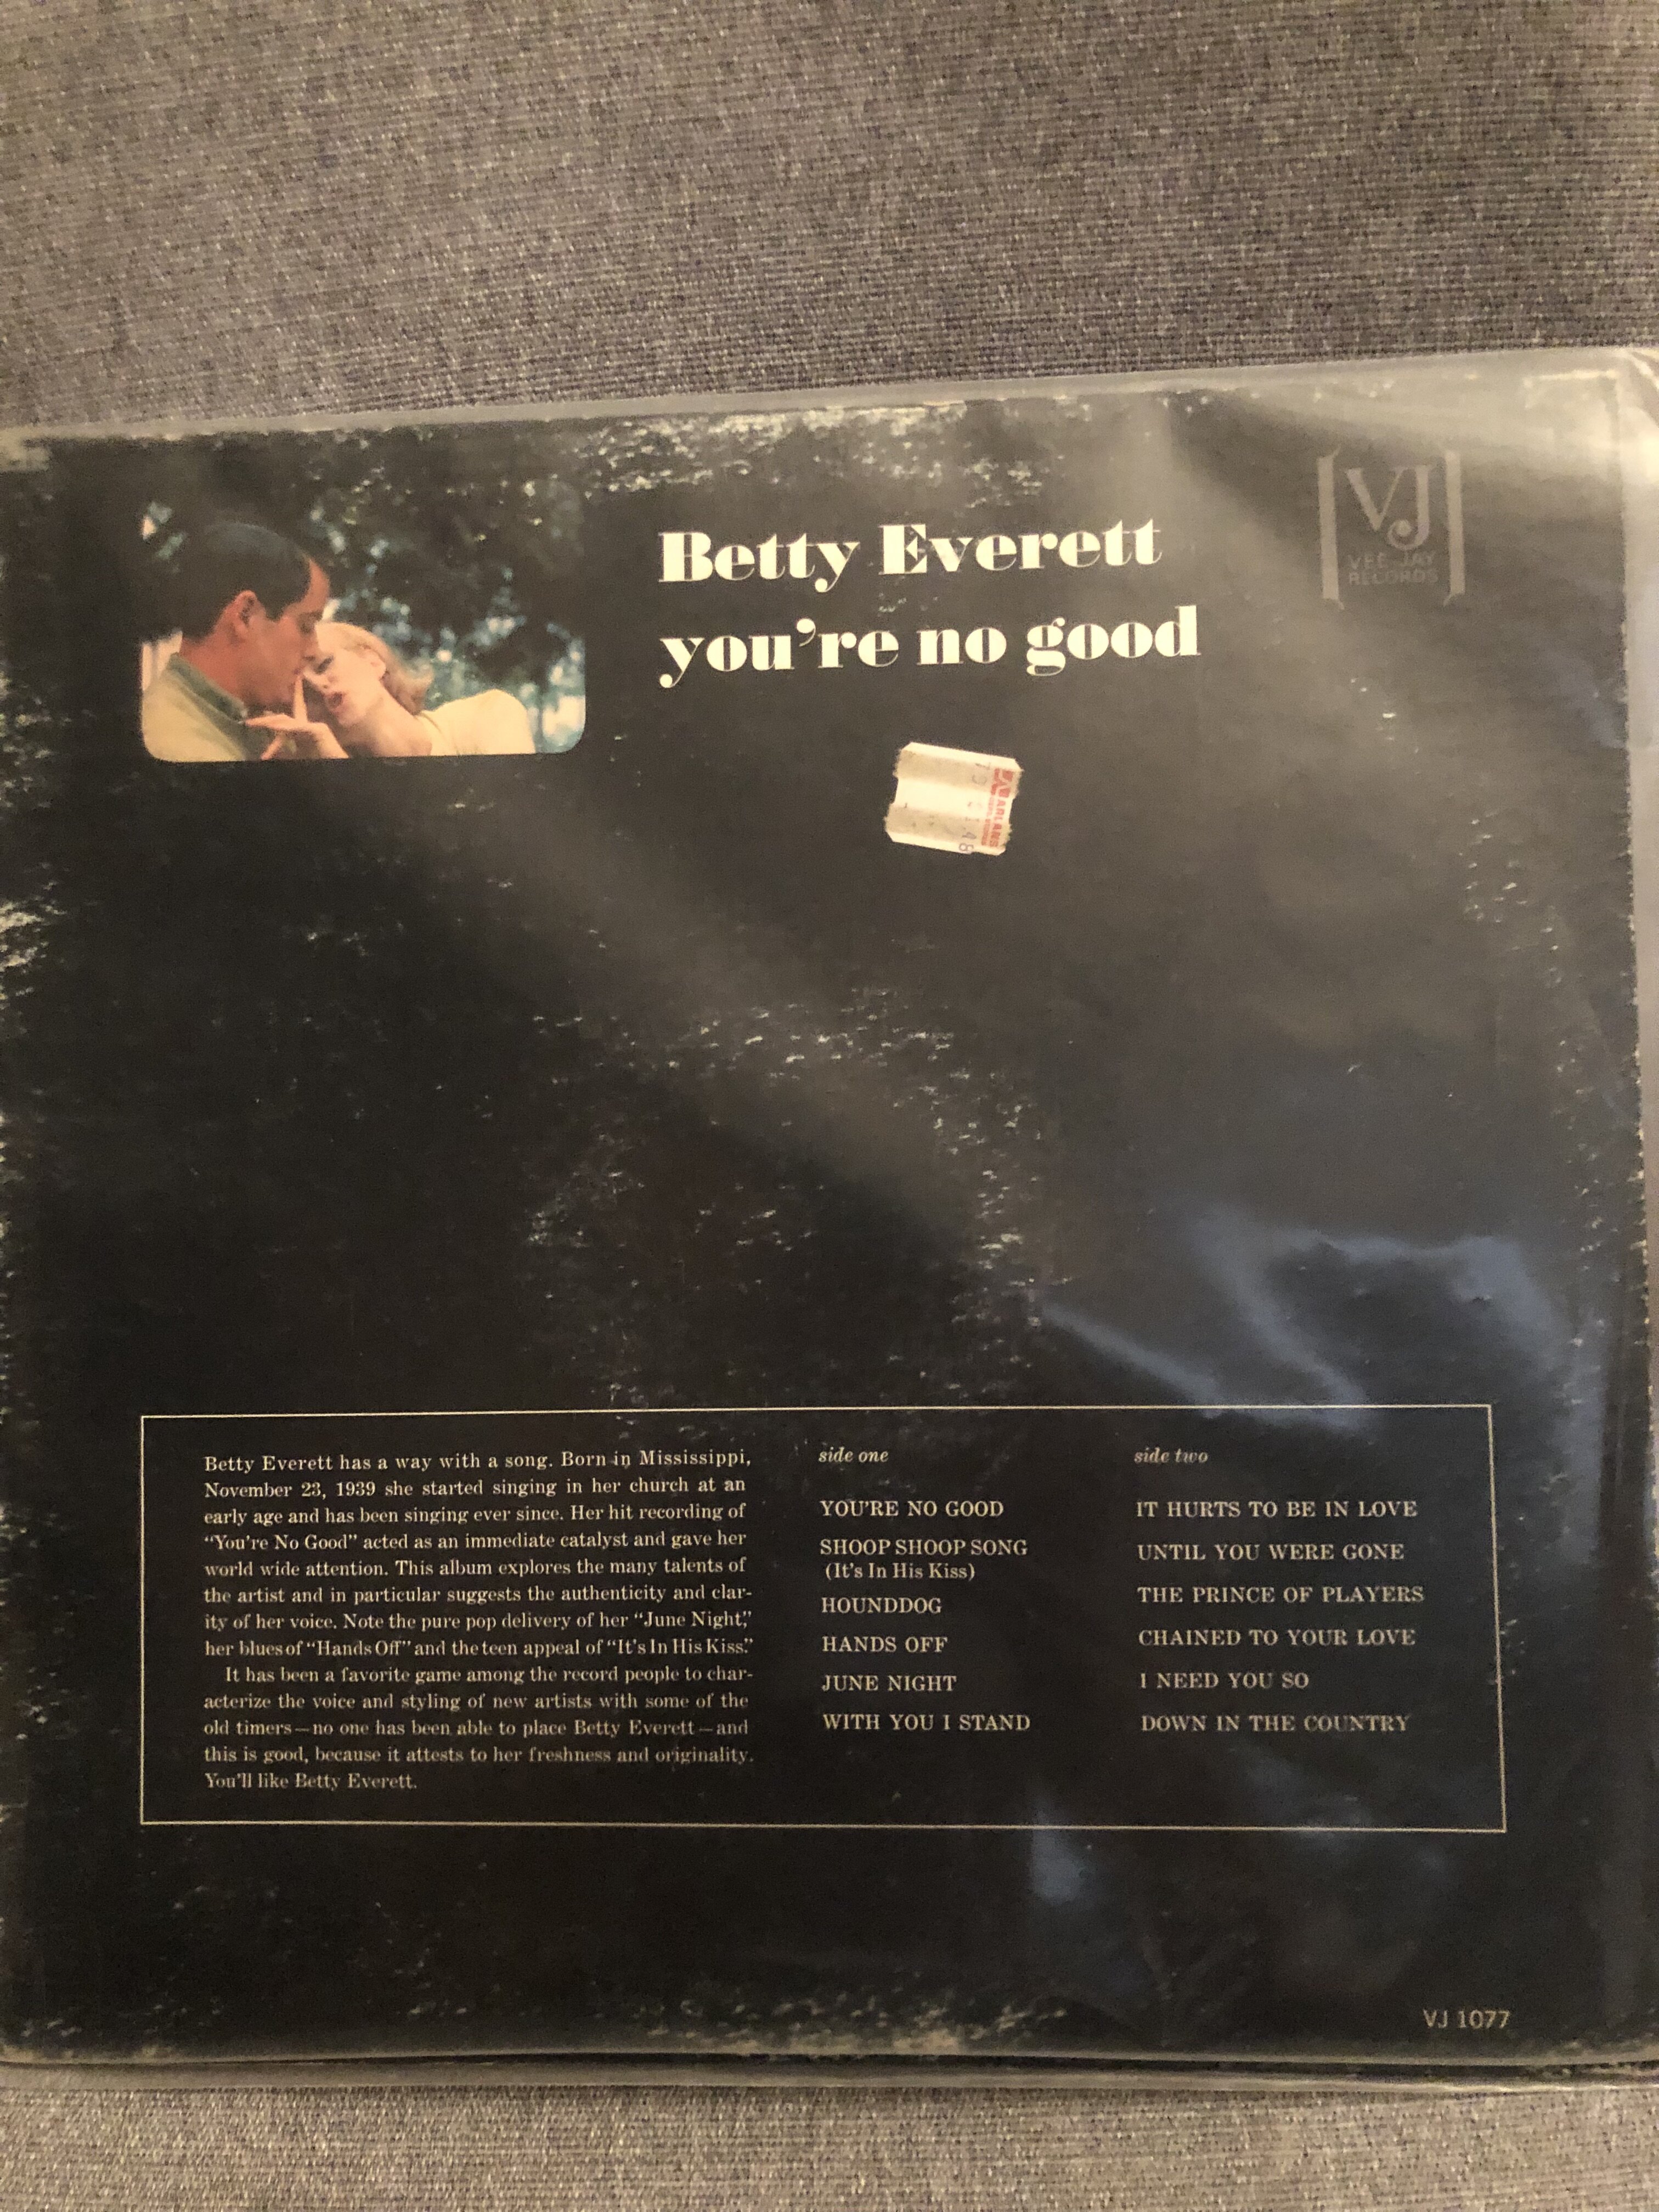 Betty Everett
you're no good
VJ
VEE JAY
RECORDS
Betty Everett has a way with a song. Born in Mississippi,
November 23, 1939 she started singing in her church at an
early age and has been singing ever since. Her hit recording of
“You're No Good” acted as an immediate catalyst and gave her
world wide attention. This album explores the many talents of
the artist and in particular suggests the authenticity and clar-
ity of her voice. Note the pure pop delivery of her “June Night,”
her blues of “Hands Off” and the teen appeal of “It's In His Kiss.”
It has been a favorite game among the record people to char-
acterize the voice and styling of new artists with some of the
old timers—no one has been able to place Betty Everett—and
this is good, because it attests to her freshness and originality.
You'll like Betty Everett.
side one
YOU'RE NO GOOD
SHOOP SHOOP SONG
(It's In His Kiss)
HOUNDDOG
HANDS OFF
JUNE NIGHT
WITH YOU I STAND
side two
IT HURTS TO BE IN LOVE
UNTIL YOU WERE GONE
THE PRINCE OF PLAYERS
CHAINED TO YOUR LOVE
I NEED YOU SO
DOWN IN THE COUNTRY
VJ 1077